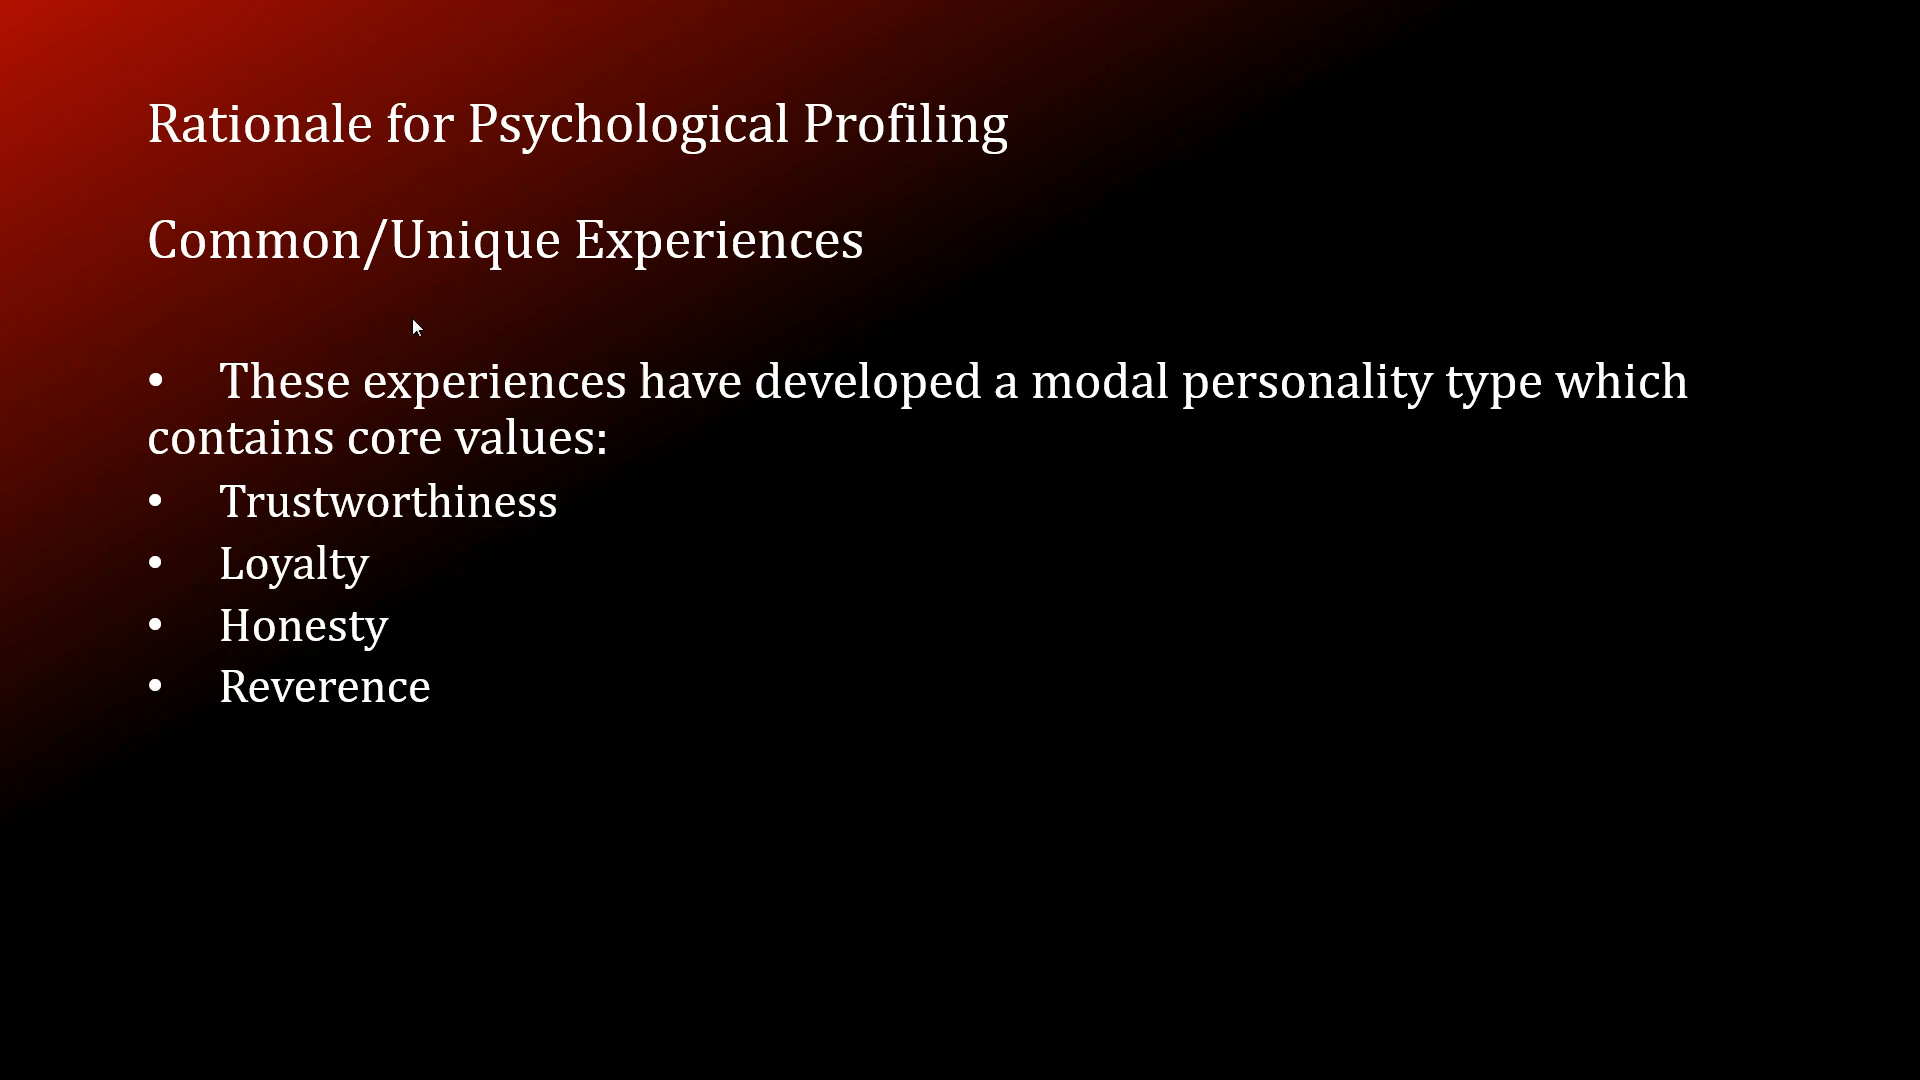 Rationale for Psychological Profiling
Common/Unique Experiences
• These experiences have developed a modal personality type which
contains core values:
• Trustworthiness
• Loyalty
• Honesty
• Reverence